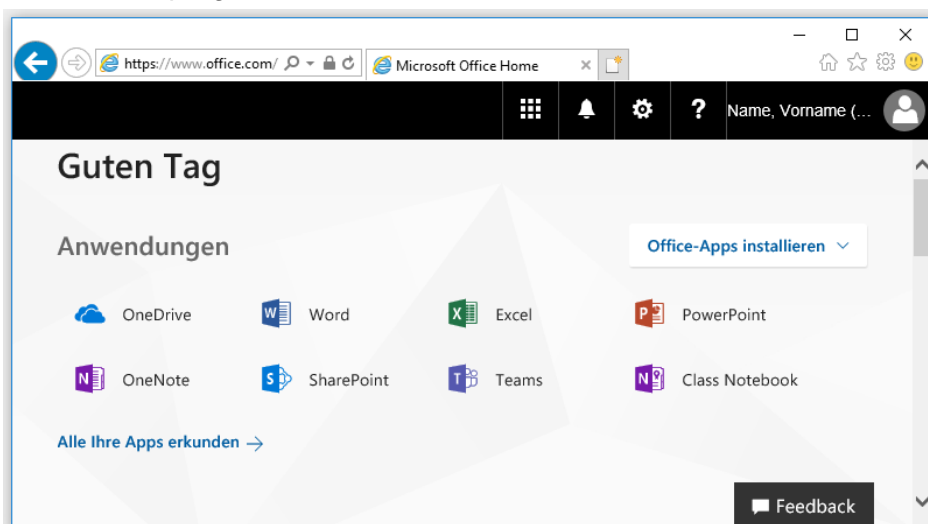 https://www.office.com/
Microsoft Office Home
? Name, Vorname (...
Guten Tag
Anwendungen
Office-Apps installieren
OneDrive Word Excel PowerPoint
OneNote SharePoint Teams Class Notebook
Alle Ihre Apps erkunden →
Feedback